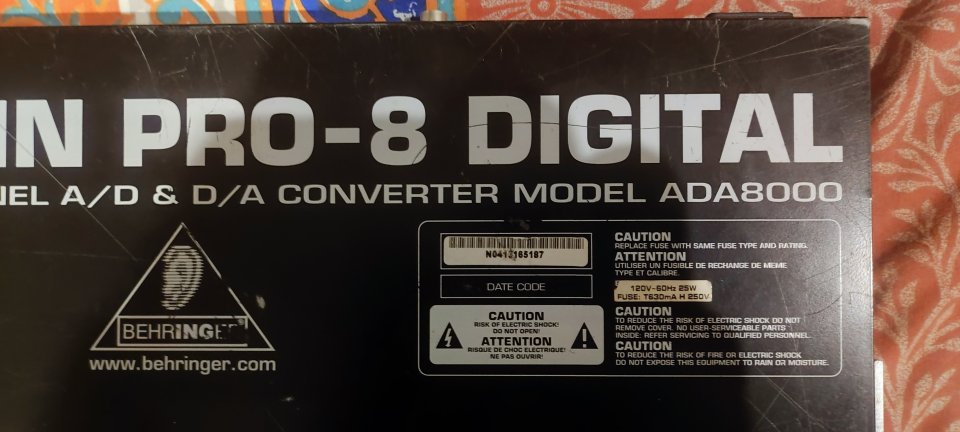 IN PRO-8 DIGITAL
NEL A/D & D/A CONVERTER MODEL ADA8000
BEHRINGER®
www.behringer.com
DATE CODE
CAUTION
RISK OF ELECTRIC SHOCK!
DO NOT OPEN!
ATTENTION
RISQUE DE CHOC ELECTRIQUE!
NE PAS OUVRIR!
CAUTION
REPLACE FUSE WITH SAME FUSE TYPE AND RATING.
ATTENTION
UTILISER UN FUSIBLE DE RECHANGE DE MEME
TYPE ET CALIBRE.
120V~60Hz 25W
FUSE: T630mA H 250V
CAUTION
TO REDUCE THE RISK OF ELECTRIC SHOCK DO NOT
REMOVE COVER. NO USER-SERVICEABLE PARTS
INSIDE: REFER SERVICING TO QUALIFIED PERSONNEL.
CAUTION
TO REDUCE THE RISK OF FIRE OR ELECTRIC SHOCK
DO NOT EXPOSE THIS EQUIPMENT TO RAIN OR MOISTURE.